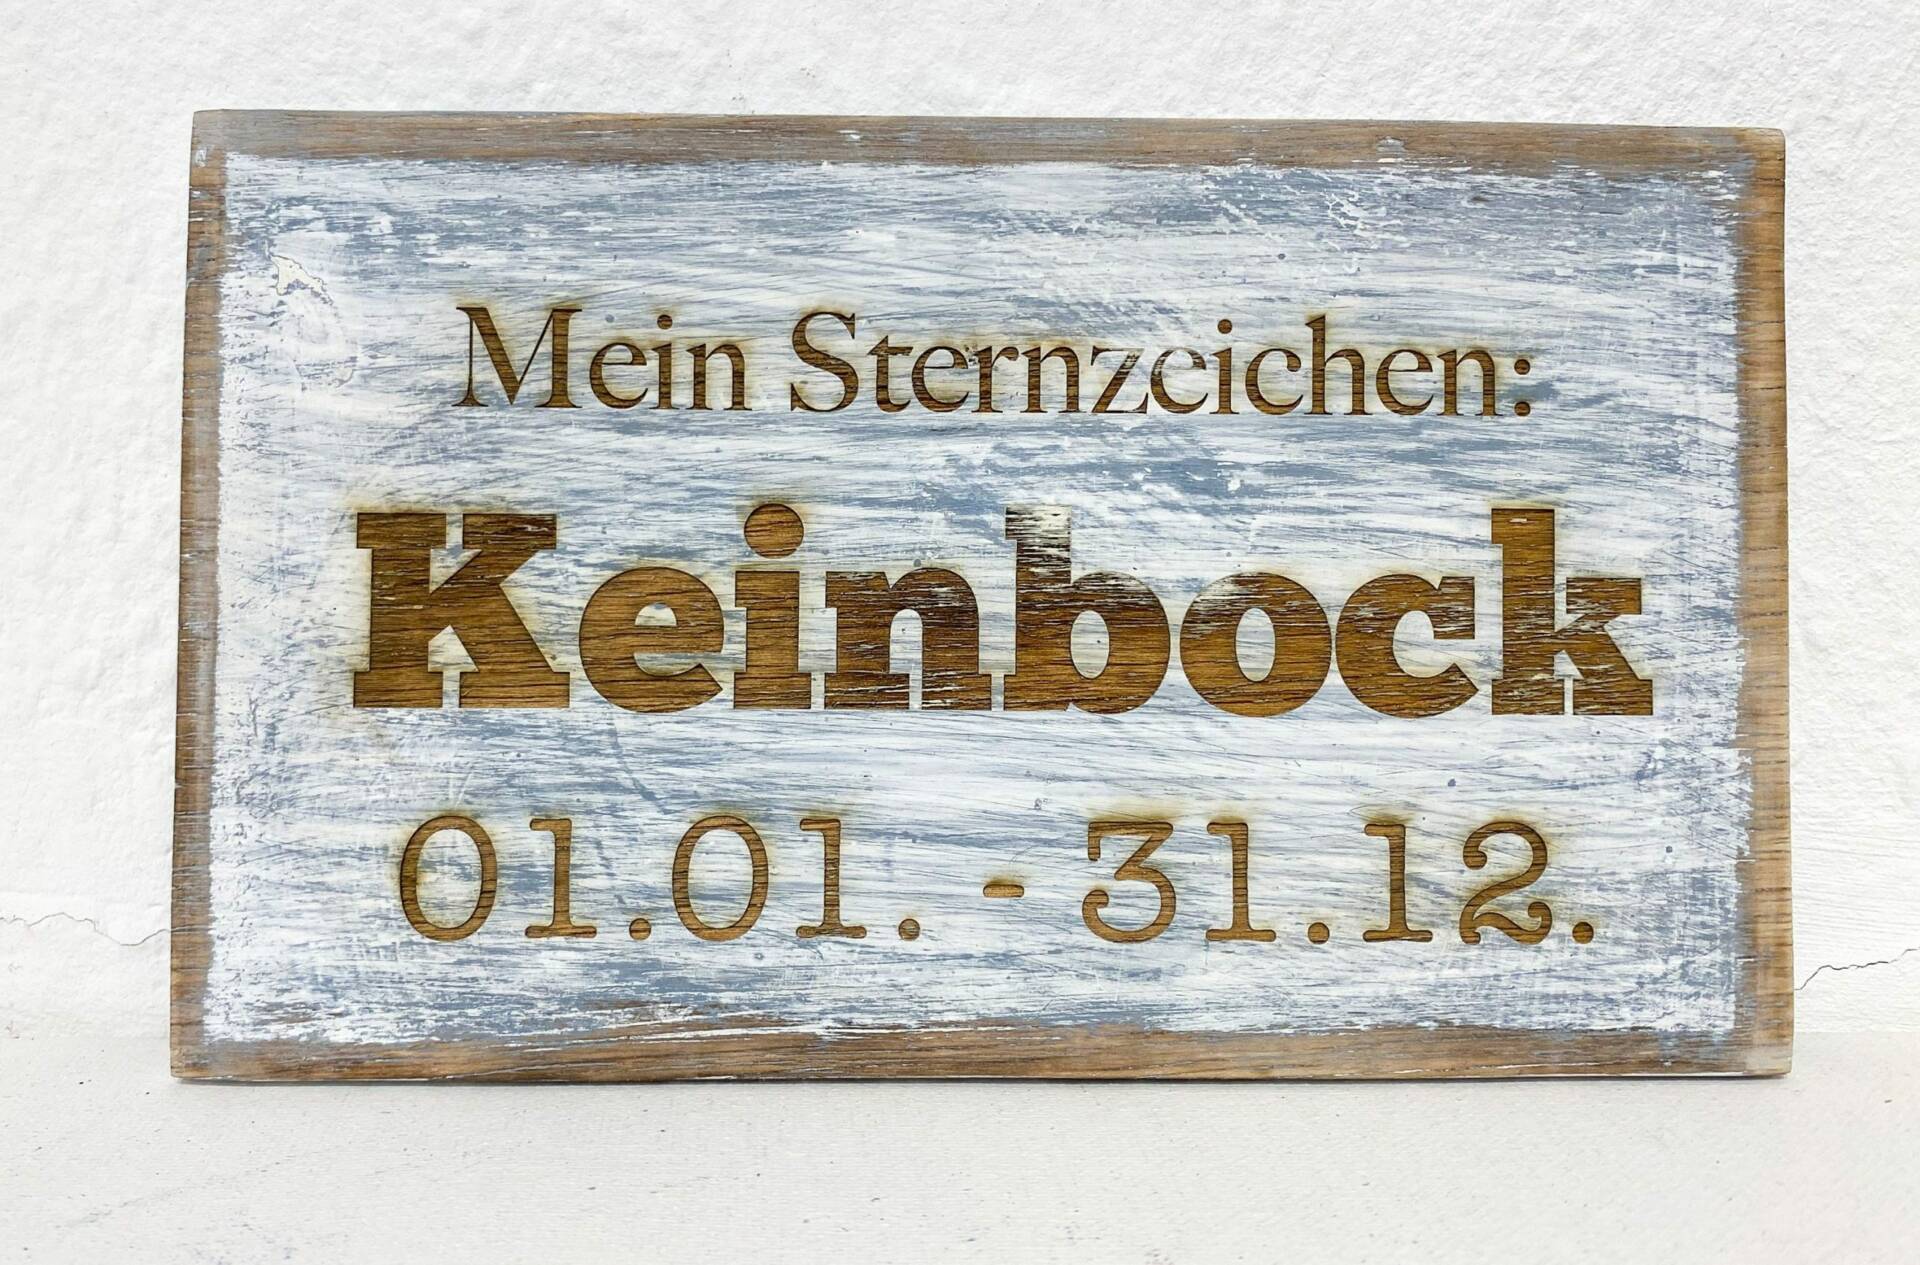 Mein Sternzeichen:
Keinbock
01.01. - 31.12.